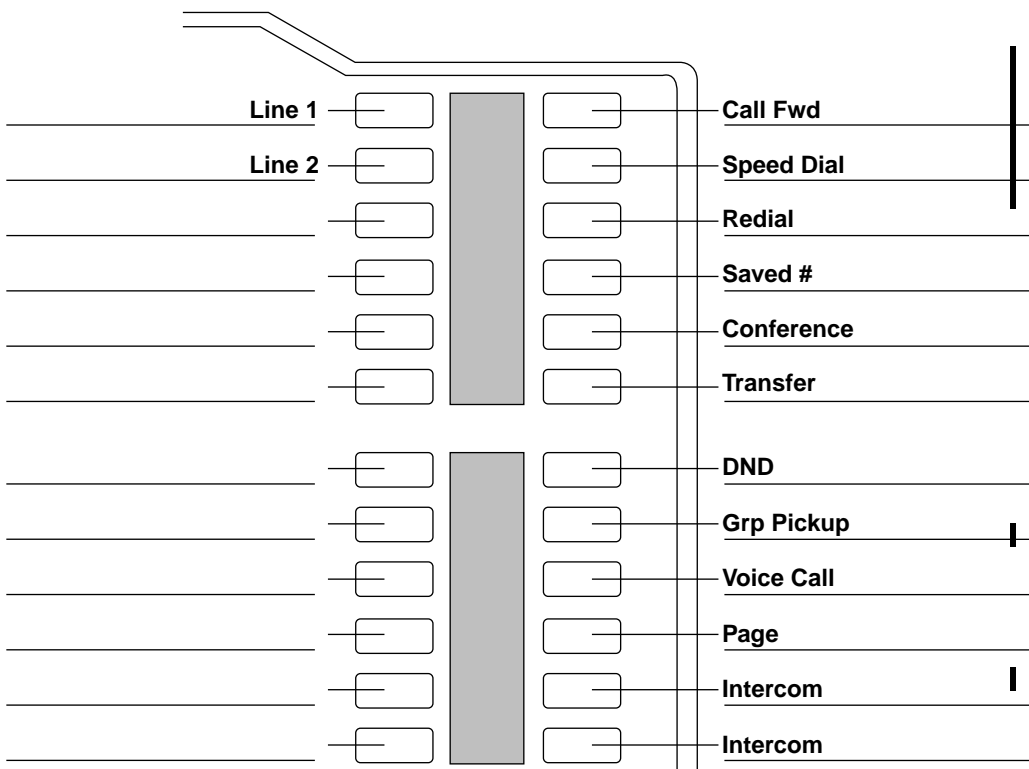 Line 1 Call Fwd
Line 2 Speed Dial
Redial
Saved #
Conference
Transfer
DND
Grp Pickup
Voice Call
Page
Intercom
Intercom